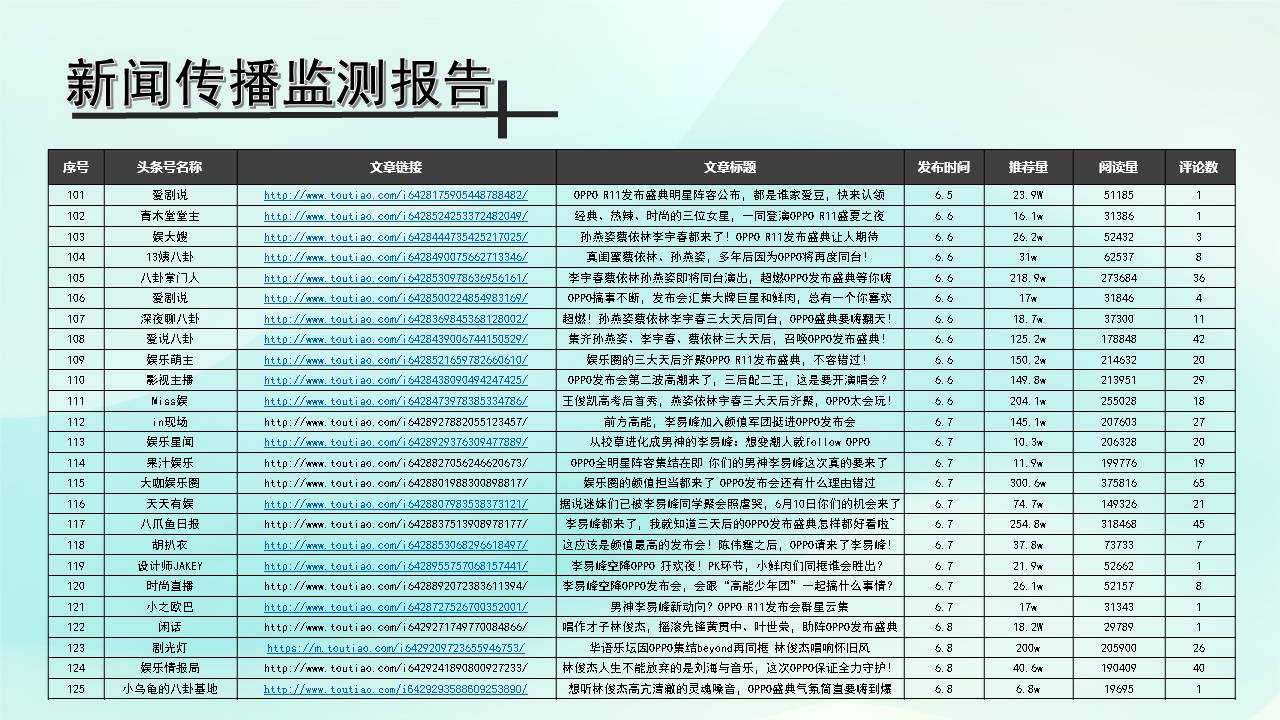 新闻传播监测报告
序号 头条号名称 文章链接 文章标题 发布时间 推荐量 阅读量 评论数
101 爱剧说 http://www.toutiao.com/i6428175905448788482/ OPPO R11发布盛典明星阵容公布，都是谁家爱豆，快来认领 6.5 23.9W 51185 1
102 青木堂堂主 http://www.toutiao.com/i6428524253372482049/ 经典、热辣、时尚的三位女星，一同登演OPPO R11盛夏之夜 6.6 16.1w 31386 1
103 娱大嫂 http://www.toutiao.com/i6428444735425217025/ 孙燕姿蔡依林李宇春都来了！OPPO R11发布盛典让人期待 6.6 26.2w 52432 3
104 13姨八卦 http://www.toutiao.com/i6428490075662713346/ 真闺蜜蔡依林、孙燕姿，多年后因为OPPO将再度同台！ 6.6 31w 62537 8
105 八卦掌门人 http://www.toutiao.com/i6428530978636956161/ 李宇春蔡依林孙燕姿即将同台演出，超燃OPPO发布盛典等你嗨 6.6 218.9w 273684 36
106 爱剧说 http://www.toutiao.com/i6428500224854983169/ OPPO搞事不断，发布会汇集大牌巨星和鲜肉，总有一个你喜欢 6.6 17w 31846 4
107 深夜聊八卦 http://www.toutiao.com/i6428369845368128002/ 超燃！孙燕姿蔡依林李宇春三大天后同台，OPPO盛典要嗨翻天！ 6.6 18.7w 37300 11
108 爱说八卦 http://www.toutiao.com/i6428439006744150529/ 集齐孙燕姿、李宇春、蔡依林三大天后，召唤OPPO发布盛典！ 6.6 125.2w 178848 42
109 娱乐萌主 http://www.toutiao.com/i6428521659782660610/ 娱乐圈的三大天后齐聚OPPO R11发布盛典，不容错过！ 6.6 150.2w 214632 20
110 影视主播 http://www.toutiao.com/i6428438090494247425/ OPPO发布会第二波高潮来了，三后配二王，这是要开演唱会？ 6.6 149.8w 213951 29
111 Miss娱 http://www.toutiao.com/i6428473978385334786/ 王俊凯高考后首秀，燕姿依林宇春三大天后齐聚，OPPO太会玩！ 6.6 204.1w 255028 18
112 in现场 http://www.toutiao.com/i6428927882055123457/ 前方高能，李易峰加入颜值军团挺进OPPO发布会 6.7 145.1w 207603 27
113 娱乐星闻 http://www.toutiao.com/i6428929376309477889/ 从校草进化成男神的李易峰：想变潮人就follow OPPO 6.7 10.3w 206328 20
114 果汁娱乐 http://www.toutiao.com/i6428827056246620673/ OPPO全明星阵容集结在即 你们的男神李易峰这次真的要来了 6.7 11.9w 199776 19
115 大咖娱乐圈 http://www.toutiao.com/i6428801988300898817/ 娱乐圈的颜值担当都来了 OPPO发布会还有什么理由错过 6.7 300.6w 375816 65
116 天天有娱 http://www.toutiao.com/i6428807983538373121/ 据说迷妹们已被李易峰同学聚会照虐哭，6月10日你们的机会来了 6.7 74.7w 149326 21
117 八爪鱼日报 http://www.toutiao.com/i6428837513908978177/ 李易峰都来了，我就知道三天后的OPPO发布盛典怎样都好看啦~ 6.7 254.8w 318468 45
118 胡扒衣 http://www.toutiao.com/i6428853068296618497/ 这应该是颜值最高的发布会！陈伟霆之后，OPPO请来了李易峰！ 6.7 37.8w 73733 7
119 设计师JAKEY http://www.toutiao.com/i6428955757068157441/ 李易峰空降OPPO 狂欢夜！PK环节，小鲜肉们同框谁会胜出？ 6.7 21.9w 52662 1
120 时尚直播 http://www.toutiao.com/i6428892072383611394/ 李易峰空降OPPO发布会，会跟“高能少年团”一起搞什么事情？ 6.7 26.1w 52157 8
121 小之欧巴 http://www.toutiao.com/i6428727526700352001/ 男神李易峰新动向？OPPO R11发布会群星云集 6.7 17w 31343 1
122 闲话 http://www.toutiao.com/i6429271749770084866/ 唱作才子林俊杰，摇滚先锋黄贯中、叶世荣，助阵OPPO发布盛典 6.8 18.2W 29789 1
123 剧光灯 https://m.toutiao.com/i6429209723655946753/ 华语乐坛因OPPO集结beyond再同框 林俊杰唱响怀旧风 6.8 200w 205900 26
124 娱乐情报局 http://www.toutiao.com/i6429241890800927233/ 林俊杰人生不能放弃的是刘海与音乐，这次OPPO保证全力守护！ 6.8 40.6w 190409 40
125 小乌龟的八卦基地 http://www.toutiao.com/i6429293588609253890/ 想听林俊杰高亢清澈的灵魂嗓音，OPPO盛典气氛简直要嗨到爆 6.8 6.8w 19695 1